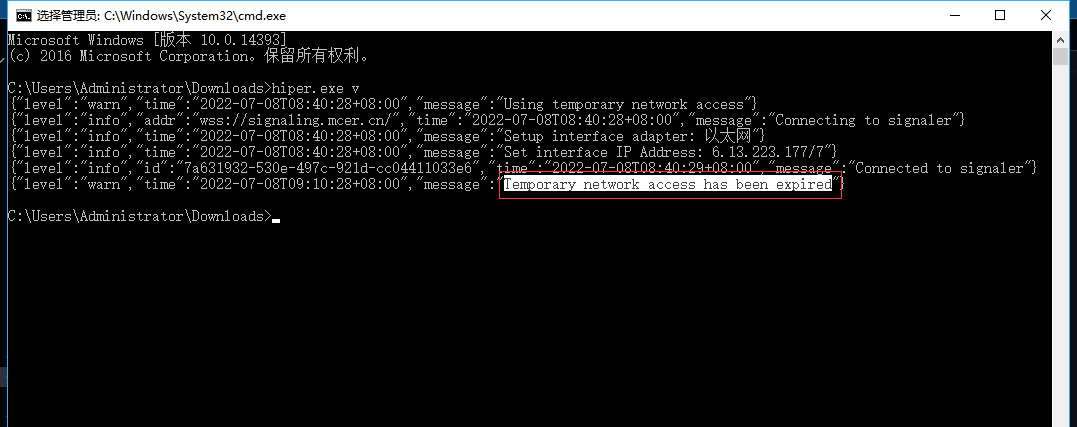 选择管理员: C:\Windows\System32\cmd.exe
Microsoft Windows [版本 10.0.14393]
(c) 2016 Microsoft Corporation。保留所有权利。
C:\Users\Administrator\Downloads>hiper.exe v
{"level":"warn","time":"2022-07-08T08:40:28+08:00","message":"Using temporary network access"}
{"level":"info","addr":"wss://signaling.mcer.cn/","time":"2022-07-08T08:40:28+08:00","message":"Connecting to signaler"}
{"level":"info","time":"2022-07-08T08:40:28+08:00","message":"Setup interface adapter: 以太网"}
{"level":"info","time":"2022-07-08T08:40:28+08:00","message":"Set interface IP Address: 6.13.223.177/7"}
{"level":"info","id":"7a631932-530e-497c-921d-cc04411033e6","time":"2022-07-08T08:40:29+08:00","message":"Connected to signaler"}
{"level":"warn","time":"2022-07-08T09:10:28+08:00","message":"Temporary network access has been expired"}
C:\Users\Administrator\Downloads>